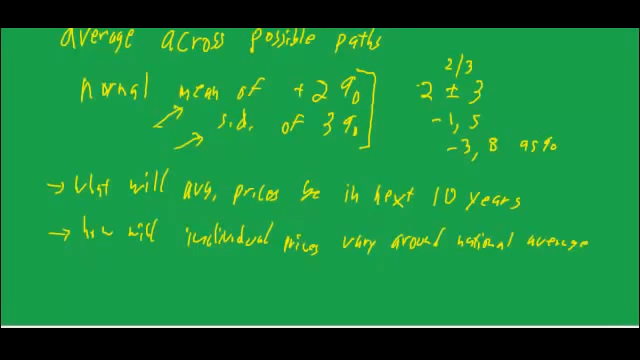 average across possible paths
2/3
normal mean of +2 %
2 ± 3
s.d. of 3 %
-1, 5
-3, 8 as %
→ what will avg. prices be in next 10 years
→ how will individual prices vary around national average